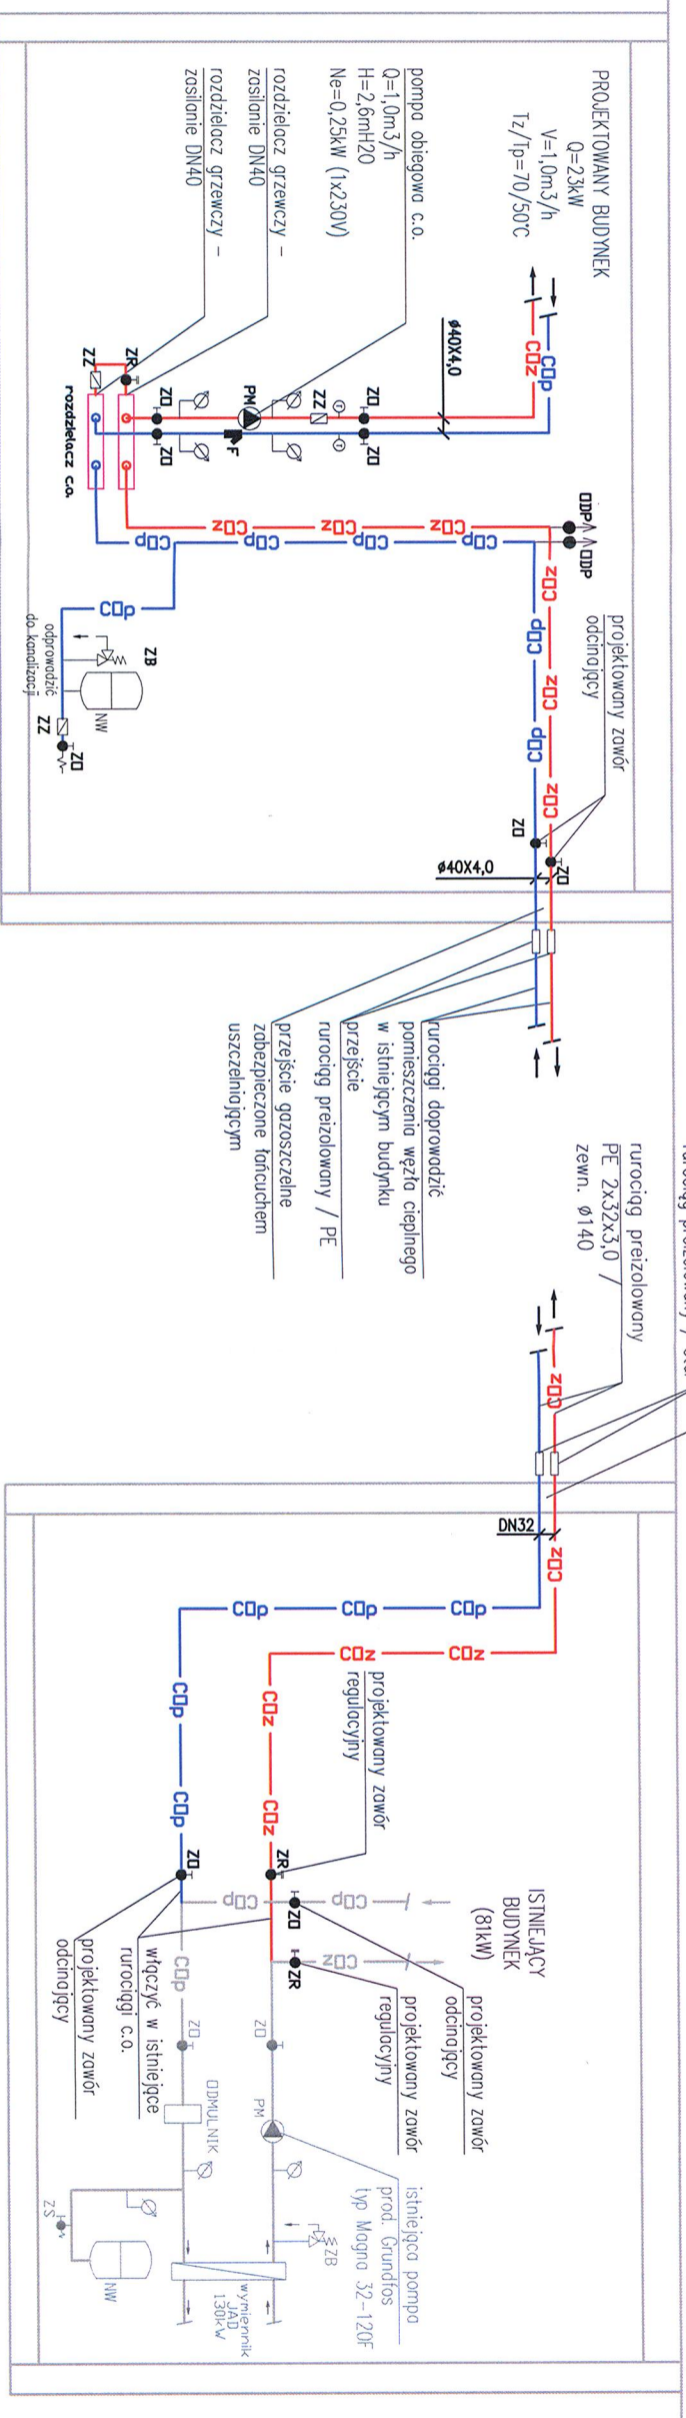 PROJEKTOWANY BUDYNEK
Q=23kW
V=1,0m3/h
Tz/Tp=70/50°C
pompa obiegowa c.o.
Q=1,0m3/h
H=2,6mH20
Ne=0,25kW (1x230V)
rozdzielacz grzewczy –
zasilanie DN40
rozdzielacz grzewczy –
zasilanie DN40
COp
COz
ø40X4,0
ZO
ZO
ZZ
T
T
PM
F
ZO
ZO
ZR
ZZ
rozdzielacz c.o.
COz
COz
COz
COp
COp
COp
COp
ODP
ODP
COz
COz
COz
COp
COp
COp
ZB
NW
odprowadzić
do kanalizacji
ZZ
ZO
projektowany zawór
odcinający
ZO
ZO
ø40X4,0
rurociągi doprowadzić
pomieszczenia węzła cieplnego
w istniejącym budynku
przejście
rurociąg preizolowany / PE
przejście gazoszczelne
zabezpieczone łańcuchem
uszczelniającym
rurociąg preizolowany
PE 2x32x3,0 /
zewn. ø140
COz
DN32
COz
COp
COp
COp
COz
COz
projektowany zawór
regulacyjny
COz
COz
ZR
COp
COp
ZO
ISTNIEJĄCY
BUDYNEK
(81kW)
COp
COp
ZO
COz
ZR
projektowany zawór
odcinający
projektowany zawór
regulacyjny
włączyć w istniejące
rurociągi c.o.
projektowany zawór
odcinający
COp
ZO
ZO
PM
ODMULNIK
istniejąca pompa
prod. Grundfos
typ Magna 32-120F
ZB
ZS
NW
wymiennik
JAD
130kW